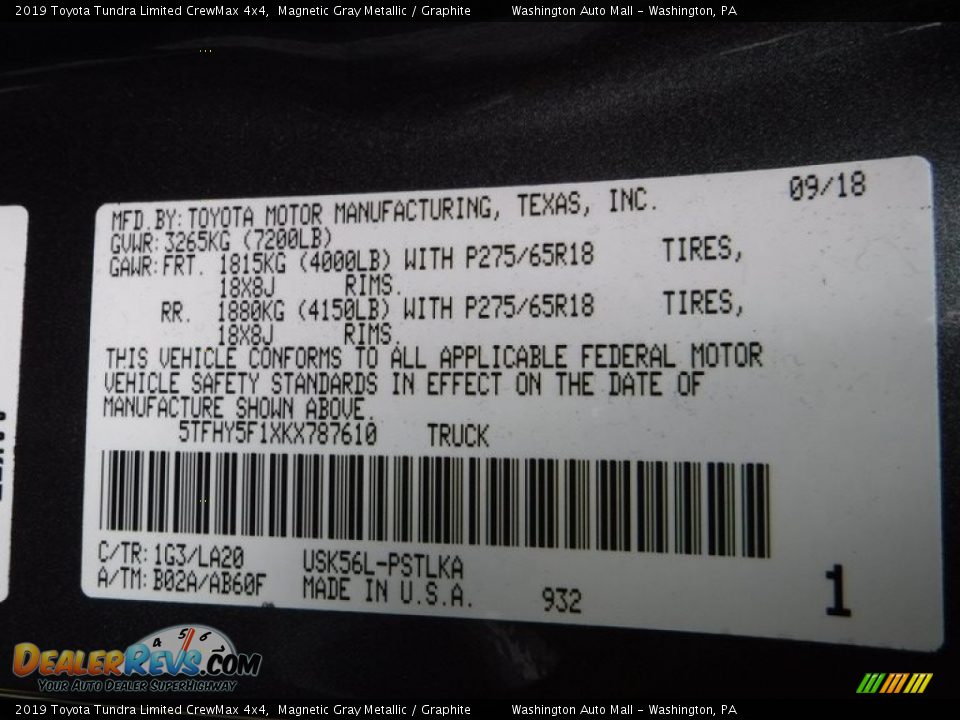 2019 Toyota Tundra Limited CrewMax 4x4, Magnetic Gray Metallic / Graphite Washington Auto Mall - Washington, PA
09/18
MFD.BY:TOYOTA MOTOR MANUFACTURING, TEXAS, INC.
GVWR:3265KG (7200LB)
GAWR:FRT. 1815KG (4000LB) WITH P275/65R18 TIRES,
18X8J RIMS.
RR. 1880KG (4150LB) WITH P275/65R18 TIRES,
18X8J RIMS.
THIS VEHICLE CONFORMS TO ALL APPLICABLE FEDERAL MOTOR
VEHICLE SAFETY STANDARDS IN EFFECT ON THE DATE OF
MANUFACTURE SHOWN ABOVE.
5TFHY5F1XKX787610 TRUCK
C/TR:1G3/LA20 USK56L-PSTLKA
A/TM:B02A/AB60F MADE IN U.S.A. 932
1
4 5 6
DEALERREVS.COM
YOUR AUTO DEALER SUPERHIGHWAY
2019 Toyota Tundra Limited CrewMax 4x4, Magnetic Gray Metallic / Graphite Washington Auto Mall - Washington, PA